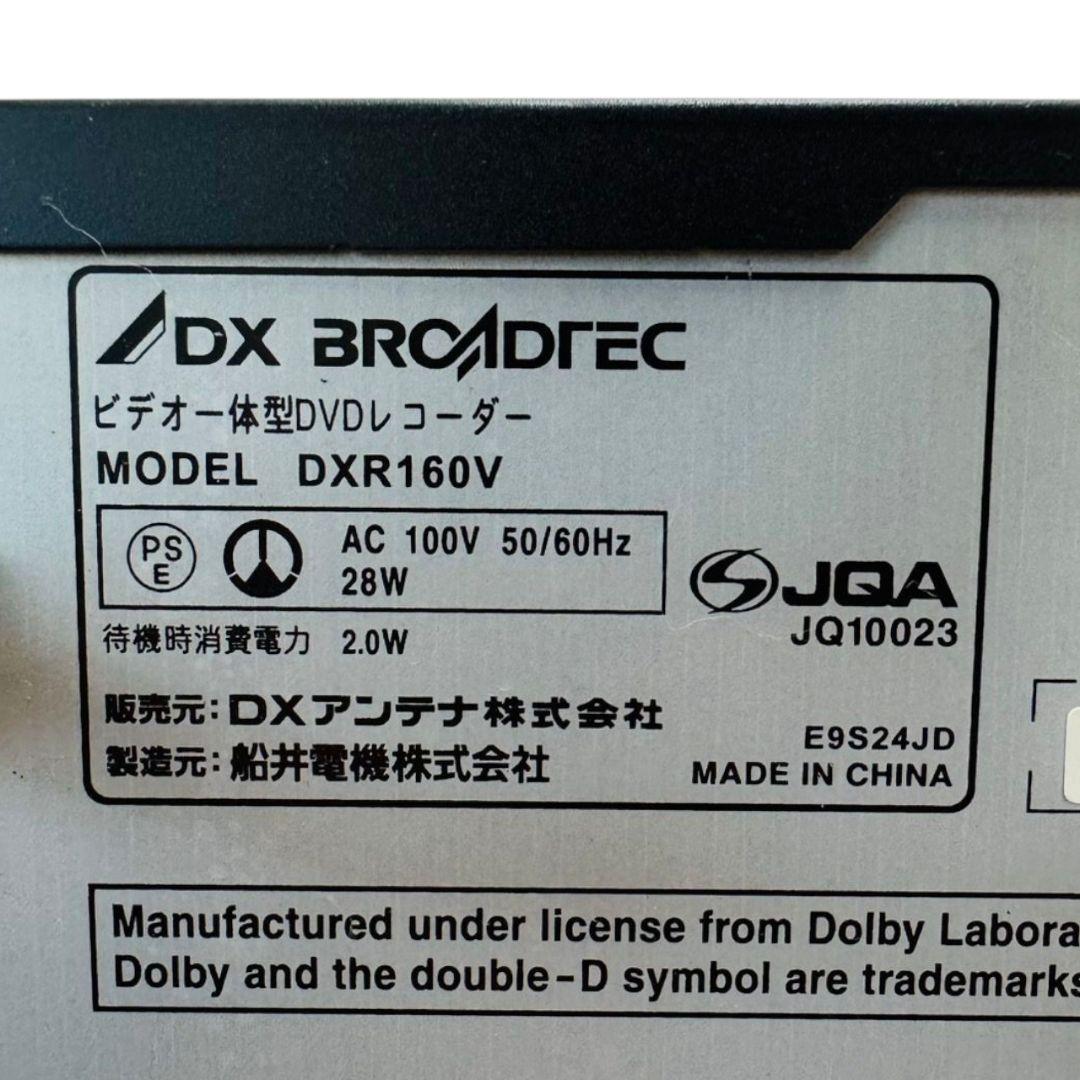 DX BROADTEC
ビデオ一体型DVDレコーダー
MODEL DXR160V
PS
E
AC 100V 50/60Hz
28W
JQA
JQ10023
待機時消費電力 2.0W
販売元:DXアンテナ株式会社
製造元:船井電機株式会社
E9S24JD
MADE IN CHINA
Manufactured under license from Dolby Labora
Dolby and the double-D symbol are trademarks